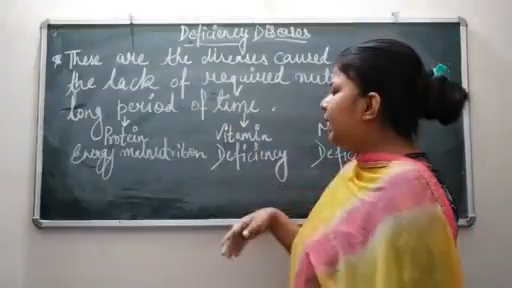 Deficiency Diseases
* These are the diseases caused
the lack of required
long period of time .
Protein Vitamin
Energy malnutrition Deficiency